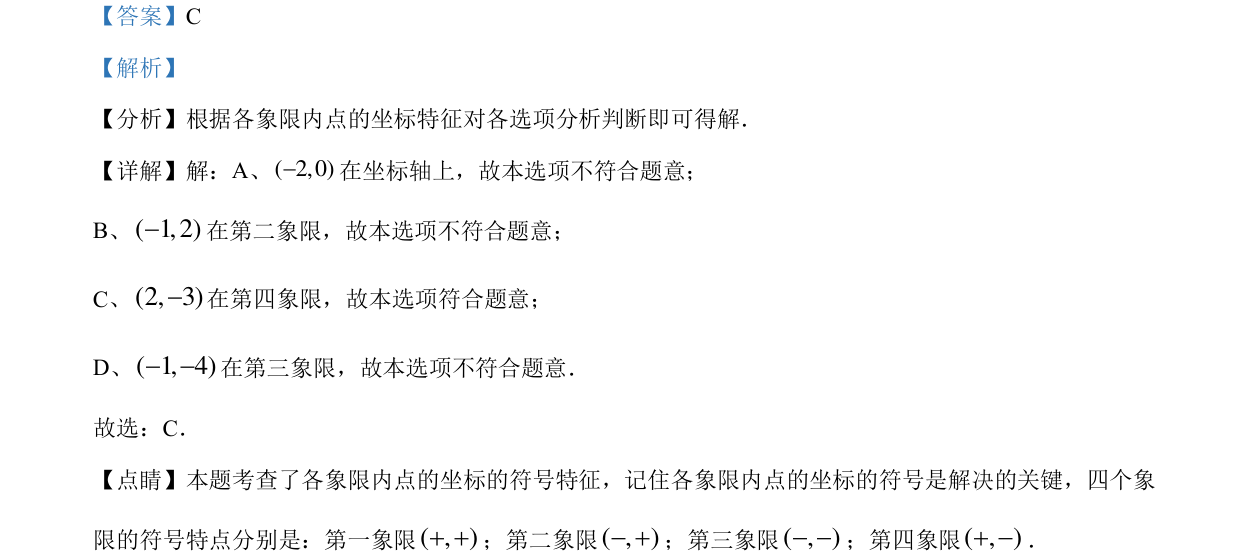 【答案】C
【解析】
【分析】根据各象限内点的坐标特征对各选项分析判断即可得解.
【详解】解：A、(−2,0)在坐标轴上，故本选项不符合题意；
B、(−1,2)在第二象限，故本选项不符合题意；
C、(2,−3)在第四象限，故本选项符合题意；
D、(−1,−4)在第三象限，故本选项不符合题意.
故选：C.
【点睛】本题考查了各象限内点的坐标的符号特征，记住各象限内点的坐标的符号是解决的关键，四个象
限的符号特点分别是：第一象限(+,+)；第二象限(−,+)；第三象限(−,−)；第四象限(+,−).